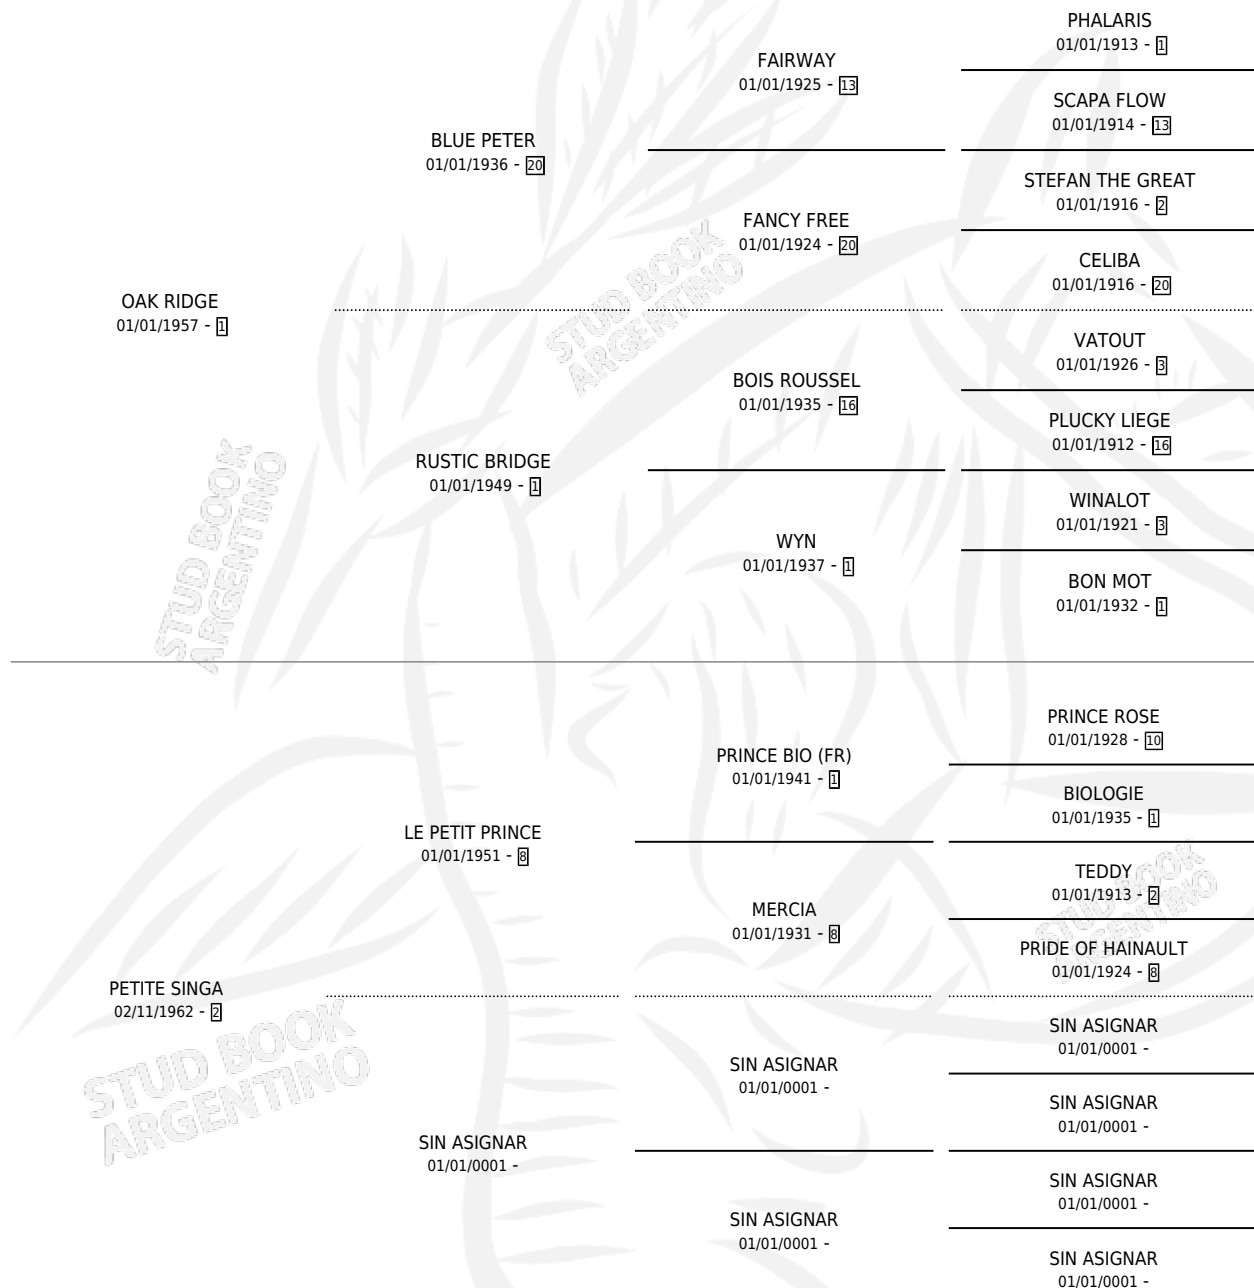 PHALARIS
01/01/1913 - 1
FAIRWAY
01/01/1925 - 13
SCAPA FLOW
01/01/1914 - 13
BLUE PETER
01/01/1936 - 20
STEFAN THE GREAT
01/01/1916 - 2
FANCY FREE
01/01/1924 - 20
CELIBA
01/01/1916 - 20
OAK RIDGE
01/01/1957 - 1
STUD BOOK
ARGENTINO
VATOUT
01/01/1926 - 3
BOIS ROUSSEL
01/01/1935 - 16
PLUCKY LIEGE
01/01/1912 - 16
RUSTIC BRIDGE
01/01/1949 - 1
WINALOT
01/01/1921 - 3
WYN
01/01/1937 - 1
BON MOT
01/01/1932 - 1
STUD BOOK
ARGENTINO
PRINCE ROSE
01/01/1928 - 10
PRINCE BIO (FR)
01/01/1941 - 1
BIOLOGIE
01/01/1935 - 1
LE PETIT PRINCE
01/01/1951 - 8
TEDDY
01/01/1913 - 2
MERCIA
01/01/1931 - 8
PRIDE OF HAINAULT
01/01/1924 - 8
STUD BOOK
ARGENTINO
PETITE SINGA
02/11/1962 - 2
STUD BOOK
ARGENTINO
SIN ASIGNAR
01/01/0001 -
SIN ASIGNAR
01/01/0001 -
SIN ASIGNAR
01/01/0001 -
SIN ASIGNAR
01/01/0001 -
SIN ASIGNAR
01/01/0001 -
SIN ASIGNAR
01/01/0001 -
SIN ASIGNAR
01/01/0001 -